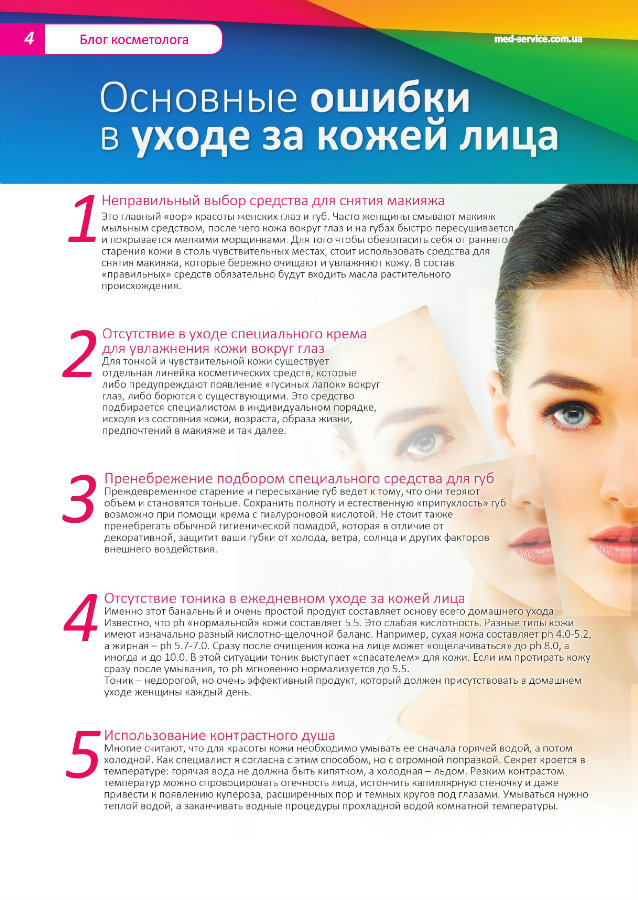 4
Блог косметолога
med-service.com.ua
Основные ошибки
в уходе за кожей лица
1
Неправильный выбор средства для снятия макияжа
Это главный «вор» красоты женских глаз и губ. Часто женщины смывают макияж
мыльным средством, после чего кожа вокруг глаз и на губах быстро пересушивается
и покрывается мелкими морщинками. Для того чтобы обезопасить себя от раннего
старения кожи в столь чувствительных местах, стоит использовать средства для
снятия макияжа, которые бережно очищают и увлажняют кожу. В состав
«правильных» средств обязательно будут входить масла растительного
происхождения.
2
Отсутствие в уходе специального крема
для увлажнения кожи вокруг глаз
Для тонкой и чувствительной кожи существует
отдельная линейка косметических средств, которые
либо предупреждают появление «гусиных лапок» вокруг
глаз, либо борются с существующими. Это средство
подбирается специалистом в индивидуальном порядке,
исходя из состояния кожи, возраста, образа жизни,
предпочтений в макияже и так далее.
3
Пренебрежение подбором специального средства для губ
Преждевременное старение и пересыхание губ ведет к тому, что они теряют
объем и становятся тоньше. Сохранить полноту и естественную «припухлость» губ
возможно при помощи крема с гиалуроновой кислотой. Не стоит также
пренебрегать обычной гигиенической помадой, которая в отличие от
декоративной, защитит ваши губки от холода, ветра, солнца и других факторов
внешнего воздействия.
4
Отсутствие тоника в ежедневном уходе за кожей лица
Именно этот банальный и очень простой продукт составляет основу всего домашнего ухода.
Известно, что ph «нормальной» кожи составляет 5.5. Это слабая кислотность. Разные типы кожи
имеют изначально разный кислотно-щелочной баланс. Например, сухая кожа составляет ph 4.0-5.2,
а жирная – ph 5.7-7.0. Сразу после очищения кожа на лице может «ощелачиваться» до ph 8.0, а
иногда и до 10.0. В этой ситуации тоник выступает «спасателем» для кожи. Если им протирать кожу
сразу после умывания, то ph мгновенно нормализуется до 5.5.
Тоник – недорогой, но очень эффективный продукт, который должен присутствовать в домашнем
уходе женщины каждый день.
5
Использование контрастного душа
Многие считают, что для красоты кожи необходимо умывать ее сначала горячей водой, а потом
холодной. Как специалист я согласна с этим способом, но с огромной поправкой. Секрет кроется в
температуре: горячая вода не должна быть кипятком, а холодная – льдом. Резким контрастом
температур можно спровоцировать отечность лица, истончить капиллярную стеночку и даже
привести к появлению купероза, расширенных пор и темных кругов под глазами. Умываться нужно
теплой водой, а заканчивать водные процедуры прохладной водой комнатной температуры.